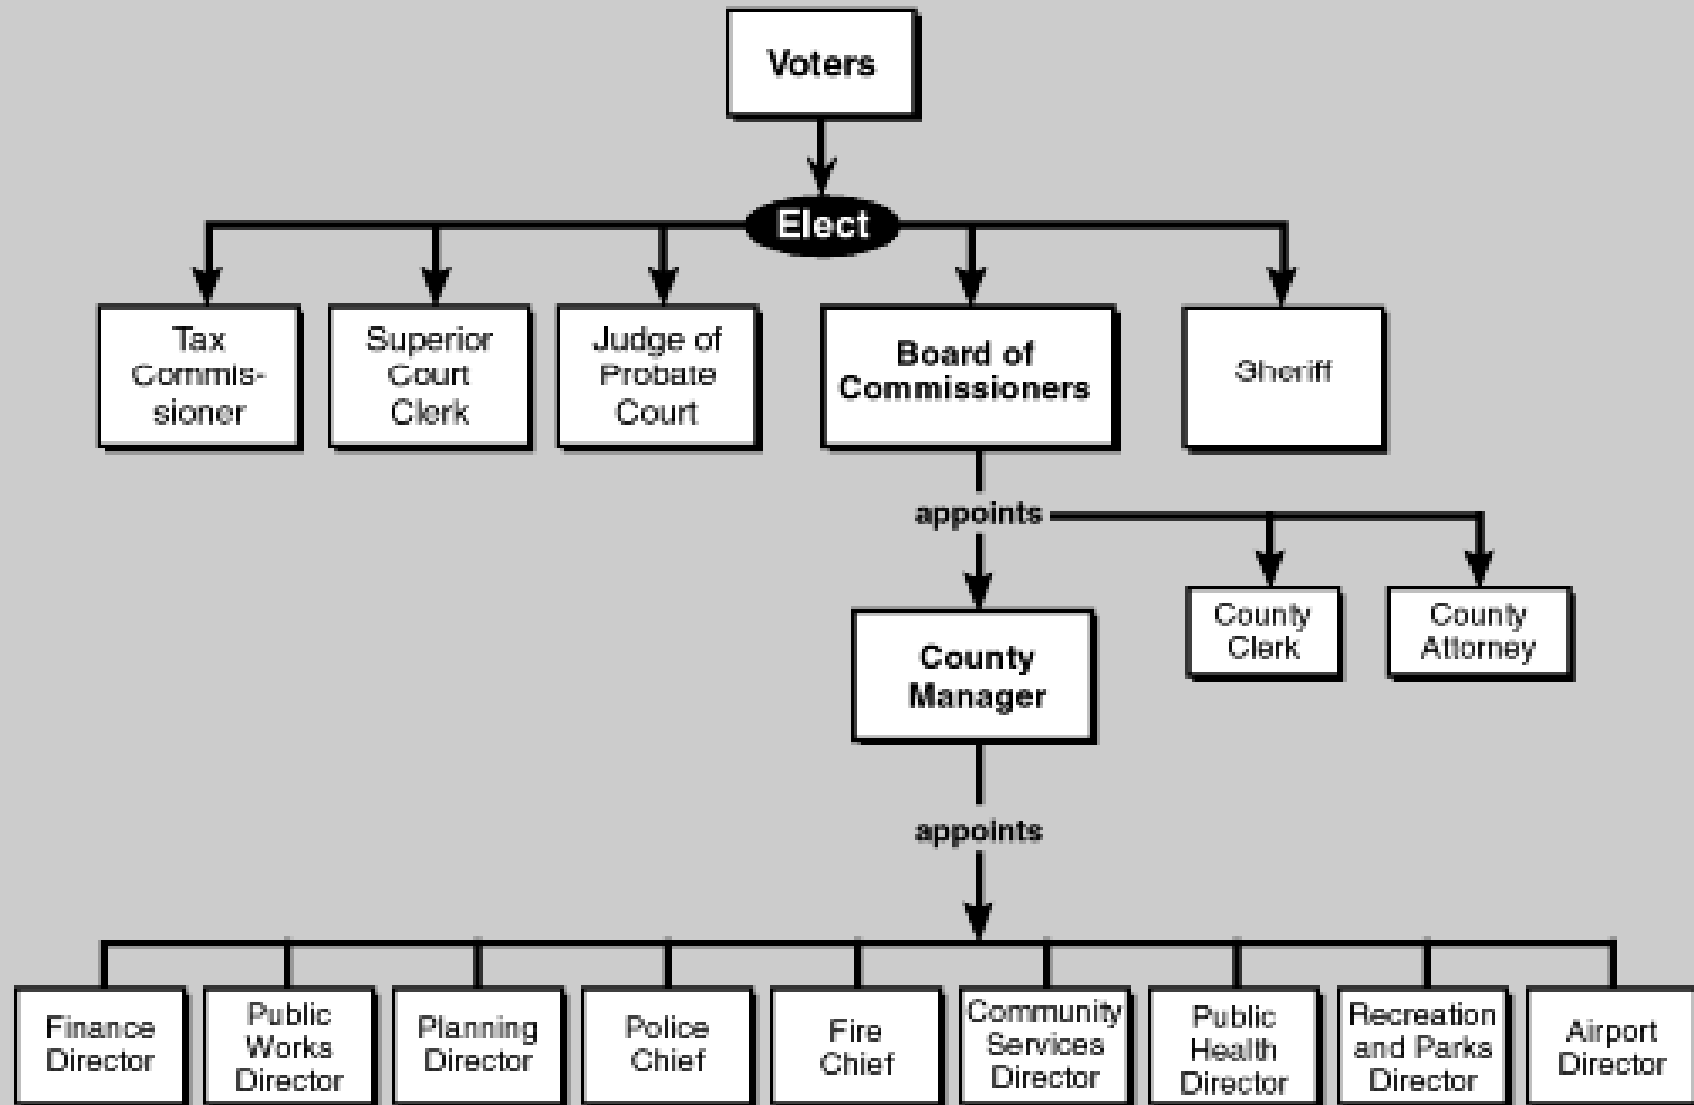 Voters
Elect
Tax
Commis-
sioner
Superior
Court
Clerk
Judge of
Probate
Court
Board of
Commissioners
Sheriff
appoints
County
Manager
County
Clerk
County
Attorney
appoints
Finance
Director
Public
Works
Director
Planning
Director
Police
Chief
Fire
Chief
Community
Services
Director
Public
Health
Director
Recreation
and Parks
Director
Airport
Director